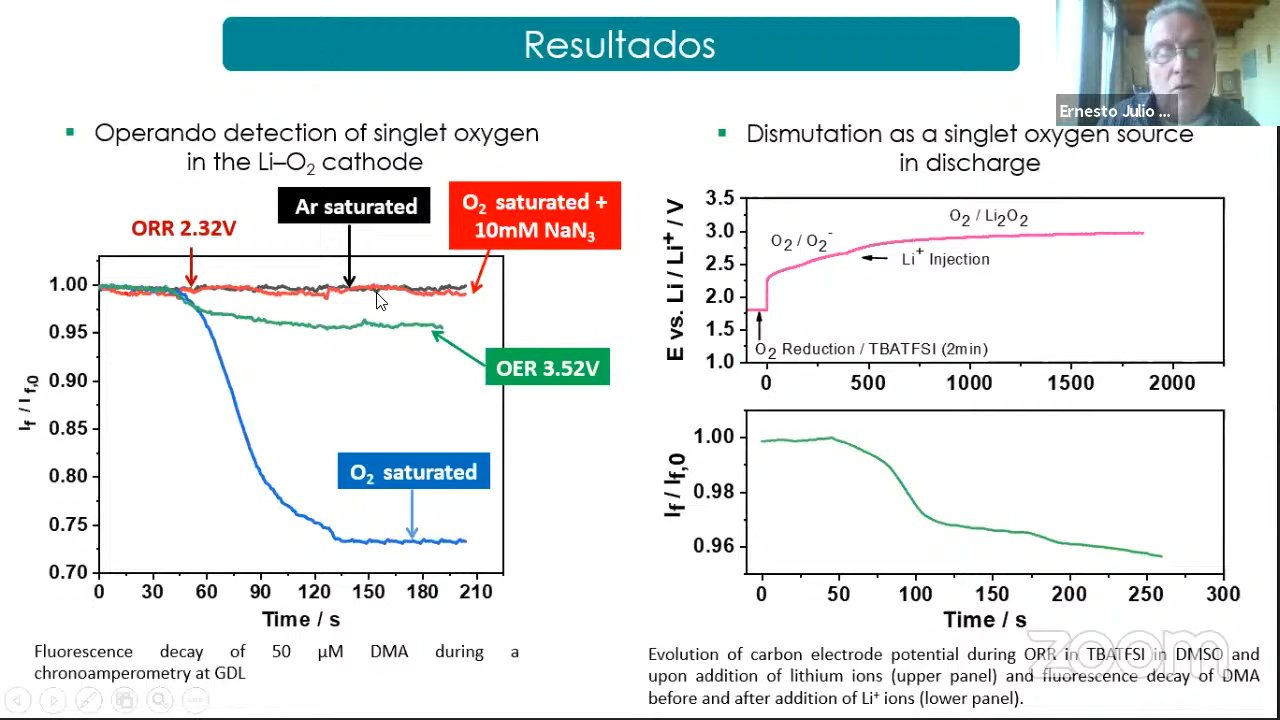 Resultados
Ernesto Julio ...
▪ Operando detection of singlet oxygen
in the Li–O₂ cathode
ORR 2.32V
Ar saturated
O₂ saturated +
10mM NaN₃
1.00
0.95
0.90
0.85
0.80
0.75
0.70
I_f / I_f,0
OER 3.52V
O₂ saturated
0 30 60 90 120 150 180 210
Time / s
Fluorescence decay of 50 µM DMA during a
chronoamperometry at GDL
▪ Dismutation as a singlet oxygen source
in discharge
3.5
3.0
2.5
2.0
1.5
1.0
E vs. Li / Li⁺ / V
O₂ / Li₂O₂
O₂ / O₂⁻
Li⁺ Injection
O₂ Reduction / TBATFSI (2min)
0 500 1000 1500 2000
1.00
0.98
0.96
I_f / I_f,0
0 50 100 150 200 250 300
Time / s
zoom
Evolution of carbon electrode potential during ORR in TBATFSI in DMSO and
upon addition of lithium ions (upper panel) and fluorescence decay of DMA
before and after addition of Li⁺ ions (lower panel).